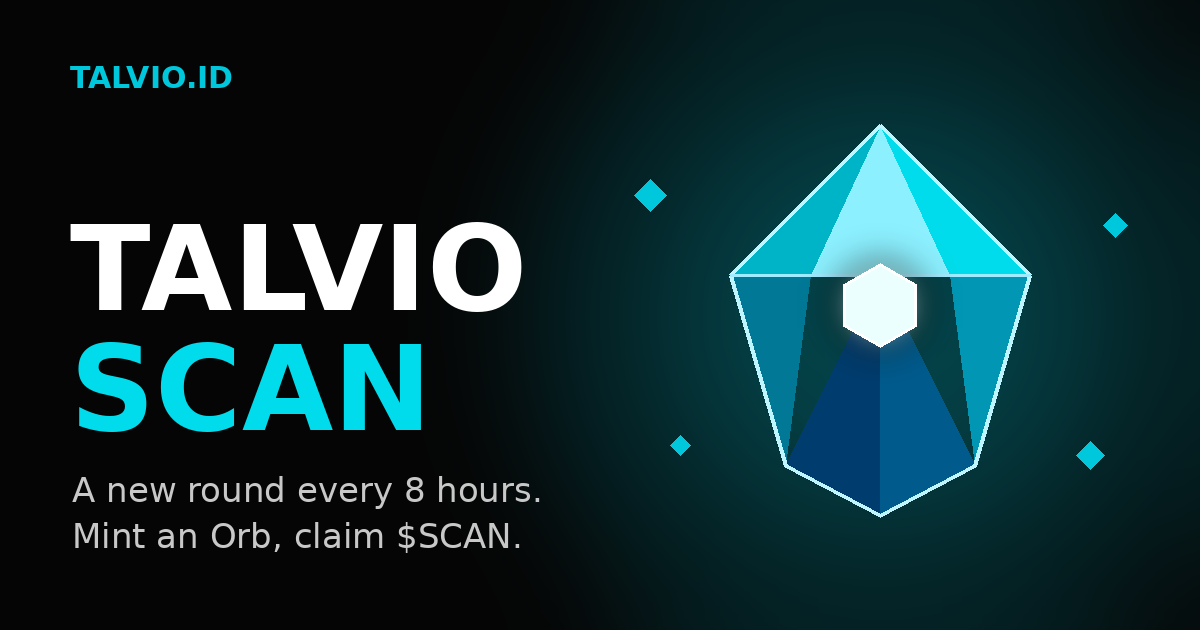 TALVIO.ID
TALVIO
SCAN
A new round every 8 hours.
Mint an Orb, claim $SCAN.